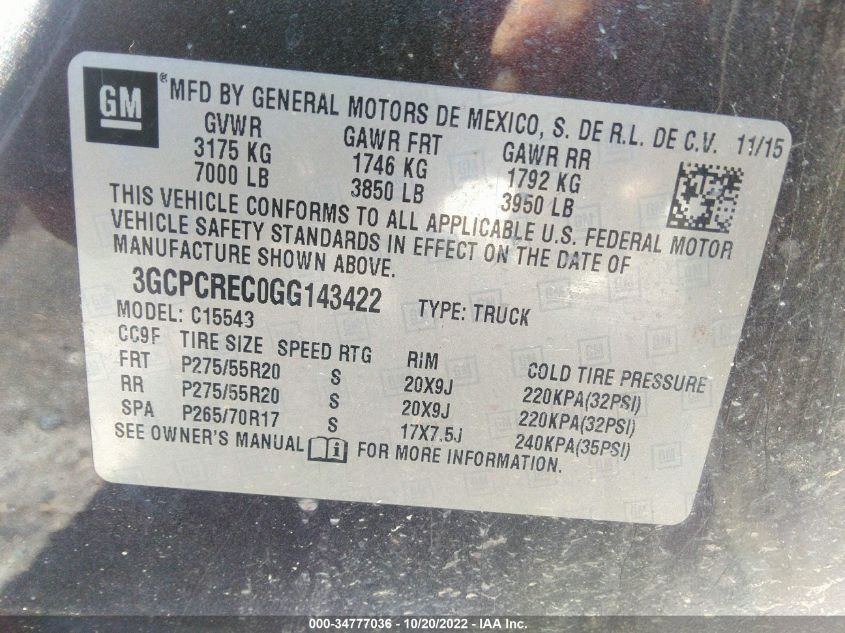 GM ® MFD BY GENERAL MOTORS DE MEXICO, S. DE R.L. DE C.V. 11/15
GVWR GAWR FRT GAWR RR
3175 KG 1746 KG 1792 KG
7000 LB 3850 LB 3950 LB
THIS VEHICLE CONFORMS TO ALL APPLICABLE U.S. FEDERAL MOTOR
VEHICLE SAFETY STANDARDS IN EFFECT ON THE DATE OF
MANUFACTURE SHOWN ABOVE.
3GCPCREC0GG143422 TYPE: TRUCK
MODEL: C15543
CC9F TIRE SIZE SPEED RTG RIM COLD TIRE PRESSURE
FRT P275/55R20 S 20X9J 220KPA(32PSI)
RR P275/55R20 S 20X9J 220KPA(32PSI)
SPA P265/70R17 S 17X7.5J 240KPA(35PSI)
SEE OWNER'S MANUAL i FOR MORE INFORMATION.
000-34777036 - 10/20/2022 - IAA Inc.